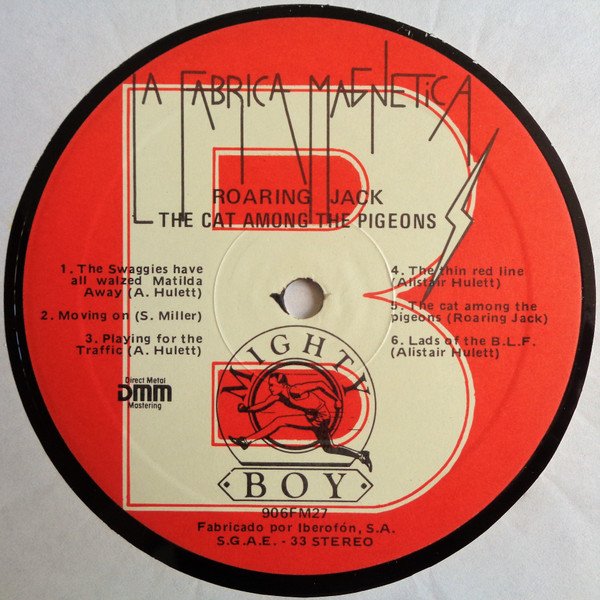 LA FABRICA MAGNETICA
B
ROARING JACK
THE CAT AMONG THE PIGEONS
1. The Swaggies have
all walzed Matilda
Away (A. Hulett)
2. Moving on (S. Miller)
3. Playing for the
Traffic (A. Hulett)
4. The thin red line
(Alistair Hulett)
5. The cat among the
pigeons (Roaring Jack)
6. Lads of the B.L.F.
(Alistair Hulett)
Direct Metal
DMM
Mastering
MIGHTY
BOY
906FM27
Fabricado por Iberofón, S.A.
S.G.A.E. - 33 STEREO